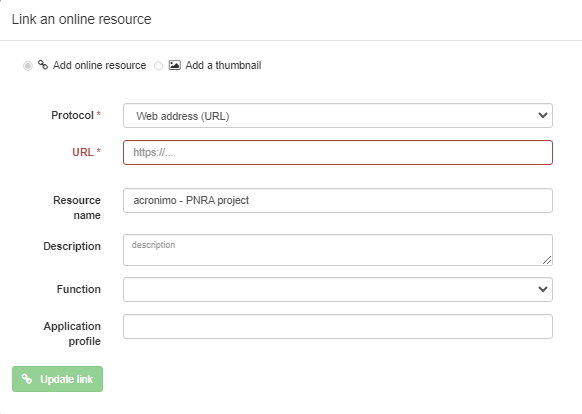 Link an online resource
Add online resource Add a thumbnail
Protocol * Web address (URL)
URL * https://...
Resource name acronimo - PNRA project
Description description
Function
Application profile
Update link